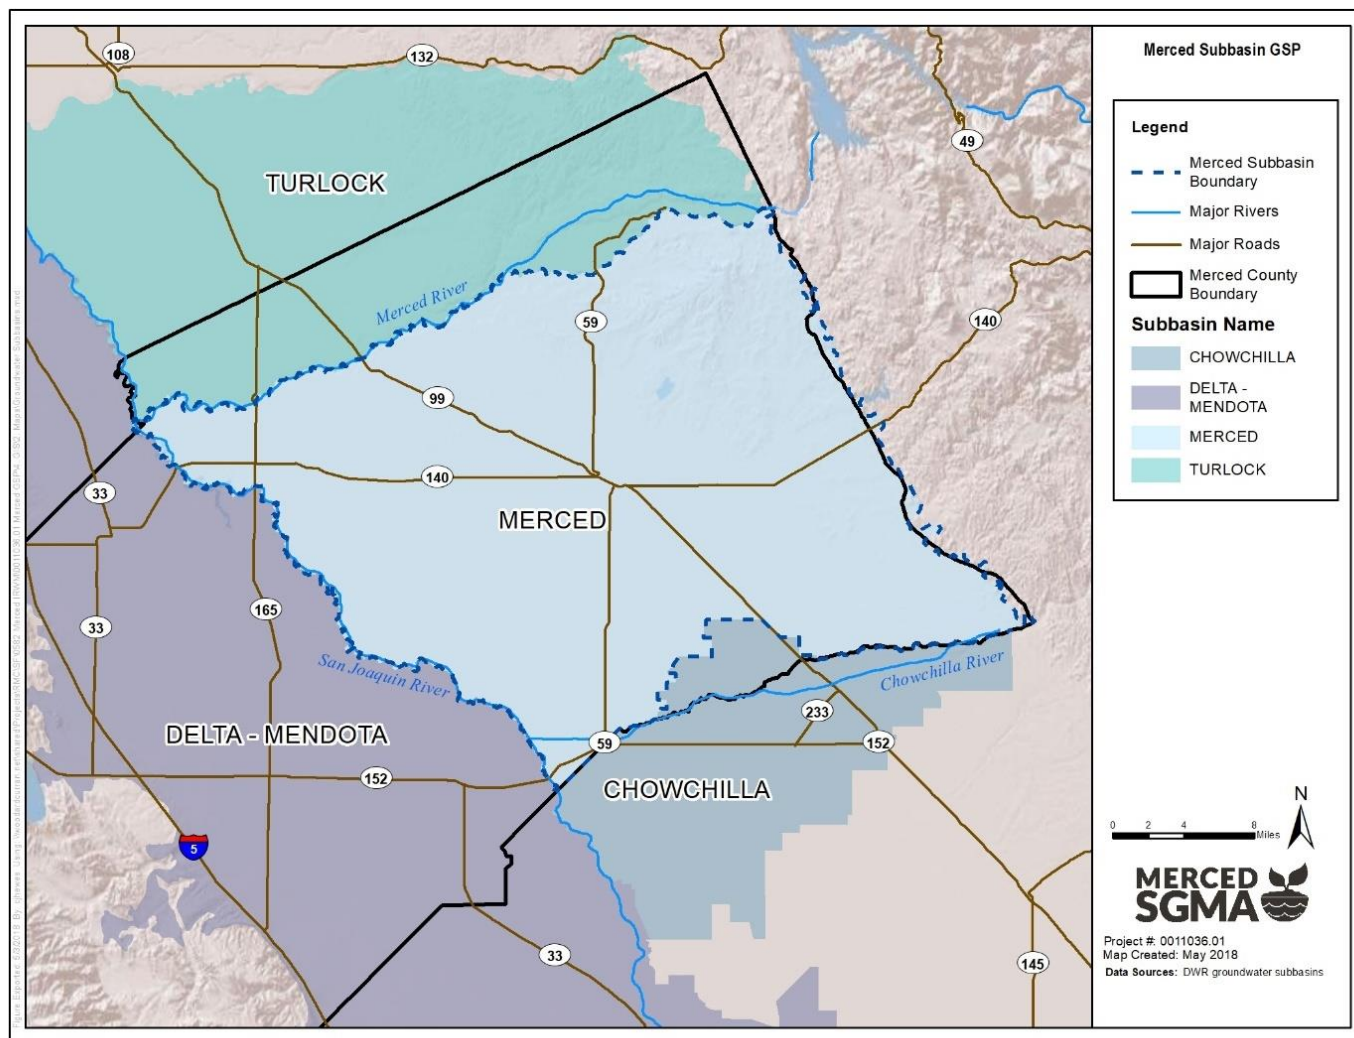 Merced Subbasin GSP
Legend
Merced Subbasin
Boundary
Major Rivers
Major Roads
Merced County
Boundary
Subbasin Name
CHOWCHILLA
DELTA -
MENDOTA
MERCED
TURLOCK
108
132
49
TURLOCK
Merced River
59
140
99
140
33
MERCED
165
33
San Joaquin River
Chowchilla River
233
DELTA - MENDOTA
59
152
152
CHOWCHILLA
5
33
145
N
0 2 4 8
Miles
MERCED
SGMA
Project #: 0011036.01
Map Created: May 2018
Data Sources: DWR groundwater subbasins